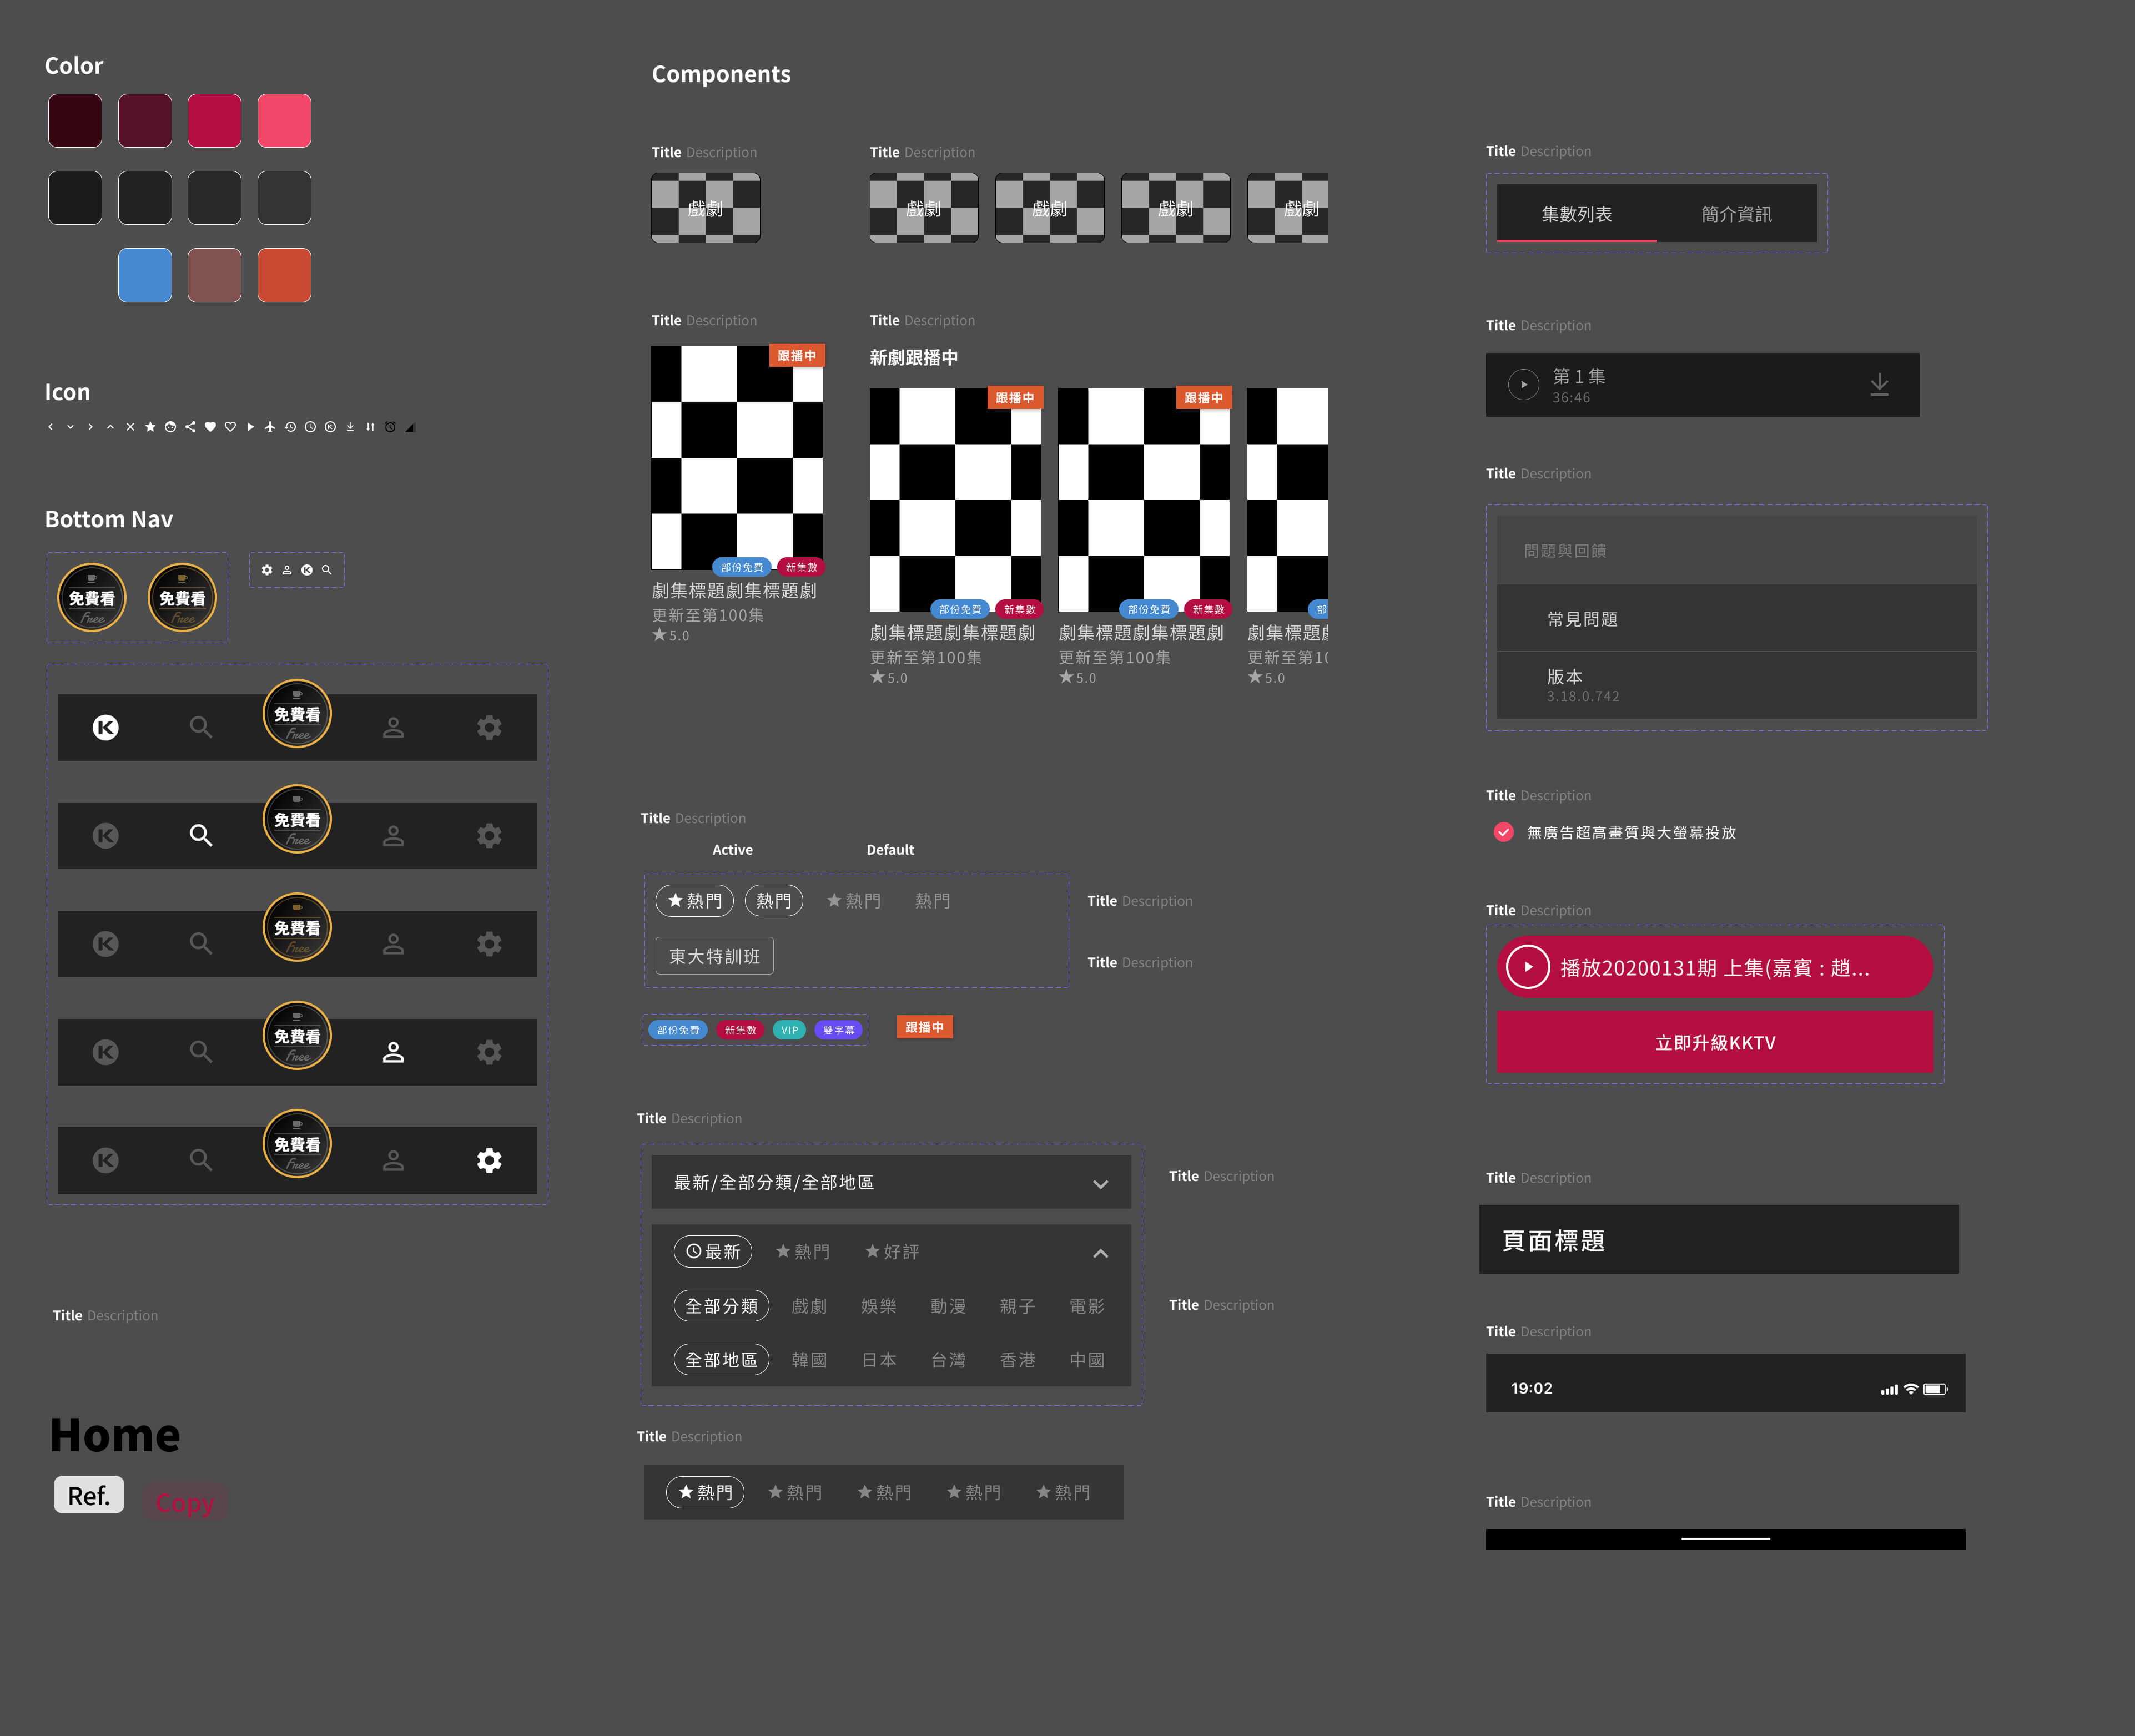 Color
Icon
Bottom Nav
免費看
Free
免費看
Free
免費看
Free
免費看
Free
免費看
Free
免費看
Free
免費看
Free
Title Description
Home
Ref.
Copy
Components
Title Description
戲劇
Title Description
戲劇 戲劇 戲劇 戲劇
Title Description
跟播中
部份免費 新集數
劇集標題劇集標題劇
更新至第100集
5.0
Title Description
新劇跟播中
跟播中 跟播中
部份免費 新集數 部份免費 新集數 部
劇集標題劇集標題劇 劇集標題劇集標題劇 劇集標題
更新至第100集 更新至第100集 更新至第10
5.0 5.0 5.0
Title Description
Active Default
熱門 熱門 熱門 熱門
Title Description
東大特訓班
Title Description
部份免費 新集數 VIP 雙字幕 跟播中
Title Description
最新/全部分類/全部地區
Title Description
最新 熱門 好評
全部分類 戲劇 娛樂 動漫 親子 電影
Title Description
全部地區 韓國 日本 台灣 香港 中國
Title Description
熱門 熱門 熱門 熱門 熱門
Title Description
集數列表 簡介資訊
Title Description
第 1 集
36:46
Title Description
問題與回饋
常見問題
版本
3.18.0.742
Title Description
無廣告超高畫質與大螢幕投放
Title Description
播放20200131期 上集(嘉賓：趙...
立即升級KKTV
Title Description
頁面標題
Title Description
19:02
Title Description